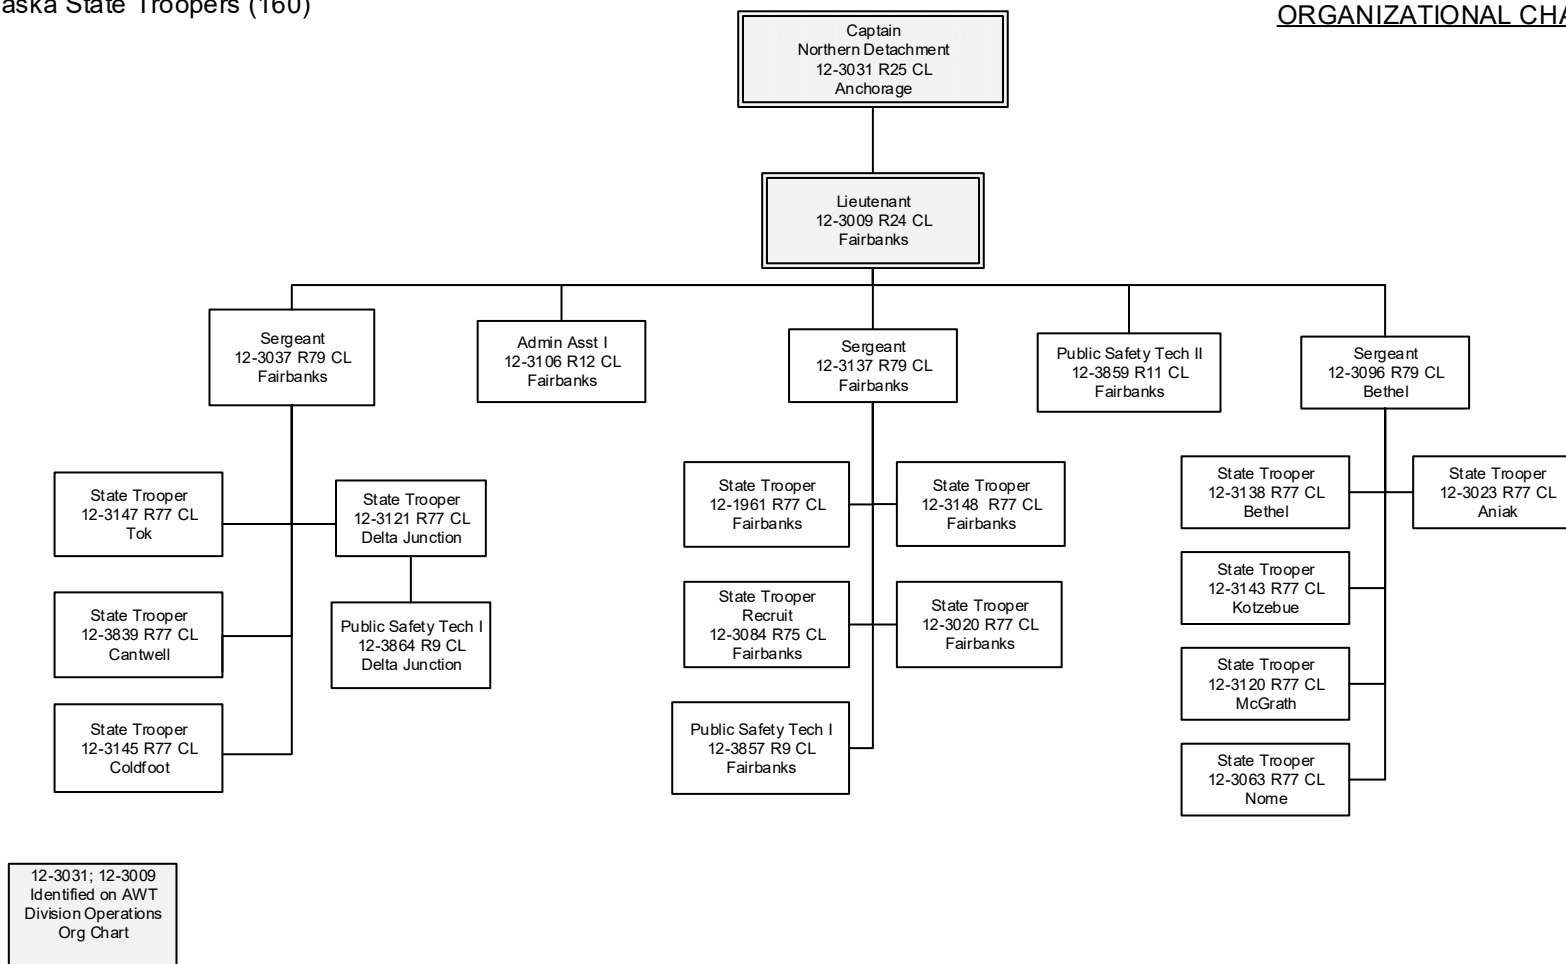 aska State Troopers (160)
ORGANIZATIONAL CHA
Captain
Northern Detachment
12-3031 R25 CL
Anchorage
Lieutenant
12-3009 R24 CL
Fairbanks
Sergeant
12-3037 R79 CL
Fairbanks
Admin Asst I
12-3106 R12 CL
Fairbanks
Sergeant
12-3137 R79 CL
Fairbanks
Public Safety Tech II
12-3859 R11 CL
Fairbanks
Sergeant
12-3096 R79 CL
Bethel
State Trooper
12-3147 R77 CL
Tok
State Trooper
12-3121 R77 CL
Delta Junction
State Trooper
12-3839 R77 CL
Cantwell
Public Safety Tech I
12-3864 R9 CL
Delta Junction
State Trooper
12-3145 R77 CL
Coldfoot
State Trooper
12-1961 R77 CL
Fairbanks
State Trooper
12-3148  R77 CL
Fairbanks
State Trooper
Recruit
12-3084 R75 CL
Fairbanks
State Trooper
12-3020 R77 CL
Fairbanks
Public Safety Tech I
12-3857 R9 CL
Fairbanks
State Trooper
12-3138 R77 CL
Bethel
State Trooper
12-3023 R77 CL
Aniak
State Trooper
12-3143 R77 CL
Kotzebue
State Trooper
12-3120 R77 CL
McGrath
State Trooper
12-3063 R77 CL
Nome
12-3031; 12-3009
Identified on AWT
Division Operations
Org Chart